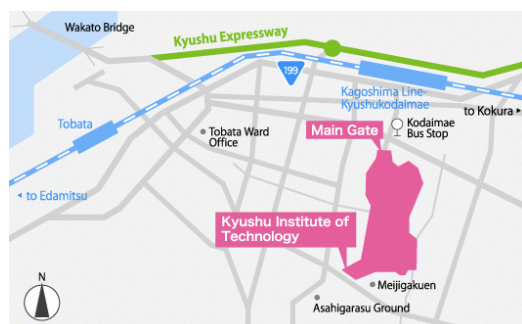 Wakato Bridge
Kyushu Expressway
199
Kagoshima Line-
Kyushukodaimae
to Kokura
Tobata
Tobata Ward
Office
Main Gate
Kodaimae
Bus Stop
to Edamitsu
Kyushu Institute of
Technology
N
Meijigakuen
Asahigarasu Ground